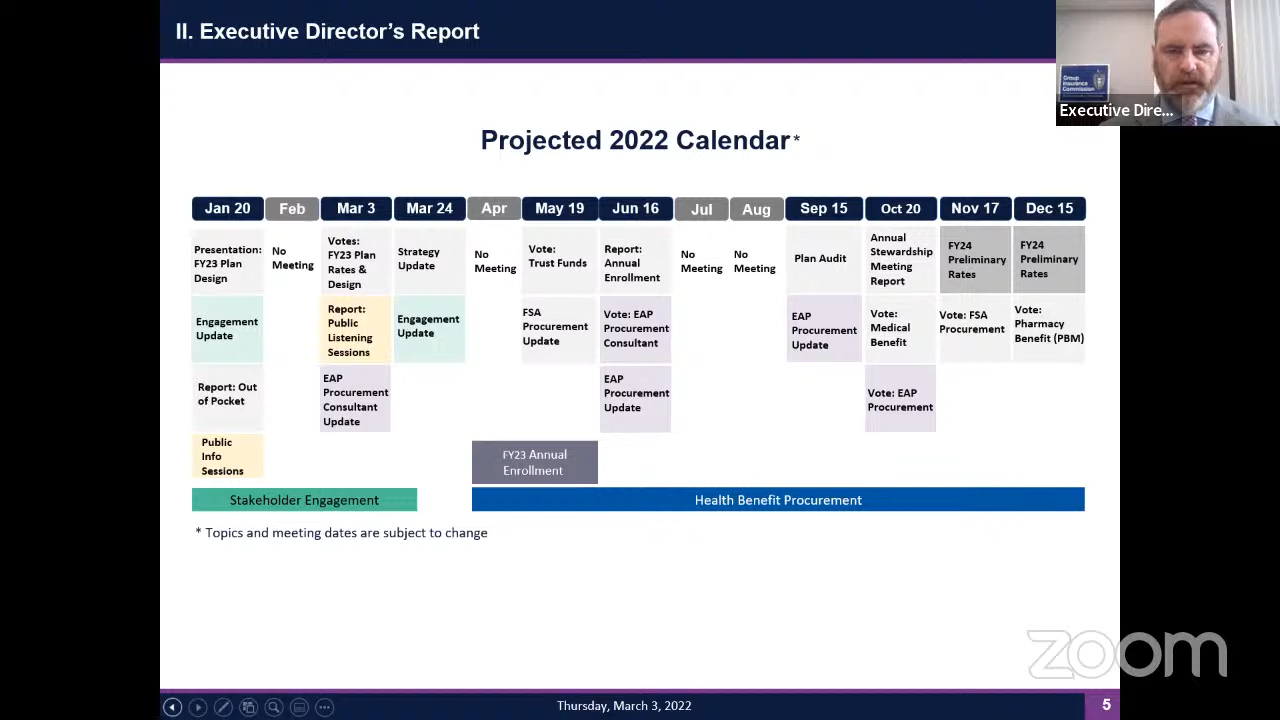 II. Executive Director's Report
Group
Insurance
Commission
Executive Dire...
Projected 2022 Calendar*
Jan 20
Feb
Mar 3
Mar 24
Apr
May 19
Jun 16
Jul
Aug
Sep 15
Oct 20
Nov 17
Dec 15
Presentation:
FY23 Plan
Design
No
Meeting
Votes:
FY23 Plan
Rates &
Design
Strategy
Update
No
Meeting
Vote:
Trust Funds
Report:
Annual
Enrollment
No
Meeting
No
Meeting
Plan Audit
Annual
Stewardship
Meeting
Report
FY24
Preliminary
Rates
FY24
Preliminary
Rates
Engagement
Update
Report:
Public
Listening
Sessions
Engagement
Update
FSA
Procurement
Update
Vote: EAP
Procurement
Consultant
EAP
Procurement
Update
Vote:
Medical
Benefit
Vote: FSA
Procurement
Vote:
Pharmacy
Benefit (PBM)
Report: Out
of Pocket
EAP
Procurement
Consultant
Update
EAP
Procurement
Update
Vote: EAP
Procurement
Public
Info
Sessions
FY23 Annual
Enrollment
Stakeholder Engagement
Health Benefit Procurement
* Topics and meeting dates are subject to change
zoom
Thursday, March 3, 2022
5